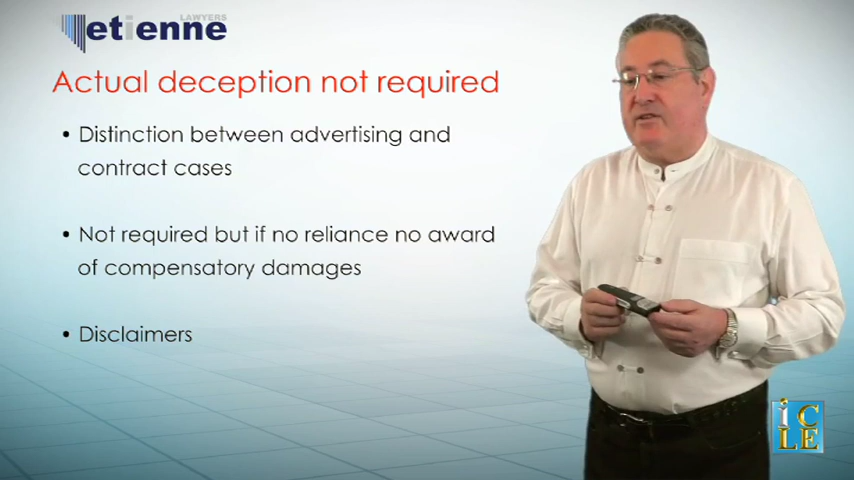 LAWYERS
etienne
Actual deception not required
• Distinction between advertising and
contract cases
• Not required but if no reliance no award
of compensatory damages
• Disclaimers
iC
LE